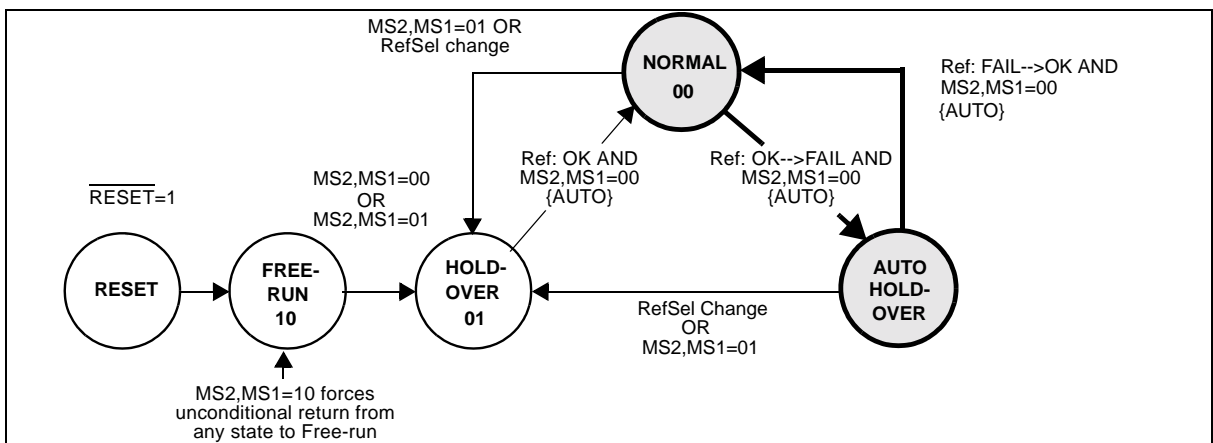 MS2,MS1=01 OR
RefSel change
NORMAL
00
Ref: FAIL-->OK AND
MS2,MS1=00
{AUTO}
Ref: OK AND
MS2,MS1=00
{AUTO}
Ref: OK-->FAIL AND
MS2,MS1=00
{AUTO}
RESET=1
MS2,MS1=00
OR
MS2,MS1=01
RESET
FREE-
RUN
10
HOLD-
OVER
01
AUTO
HOLD-
OVER
RefSel Change
OR
MS2,MS1=01
MS2,MS1=10 forces
unconditional return from
any state to Free-run